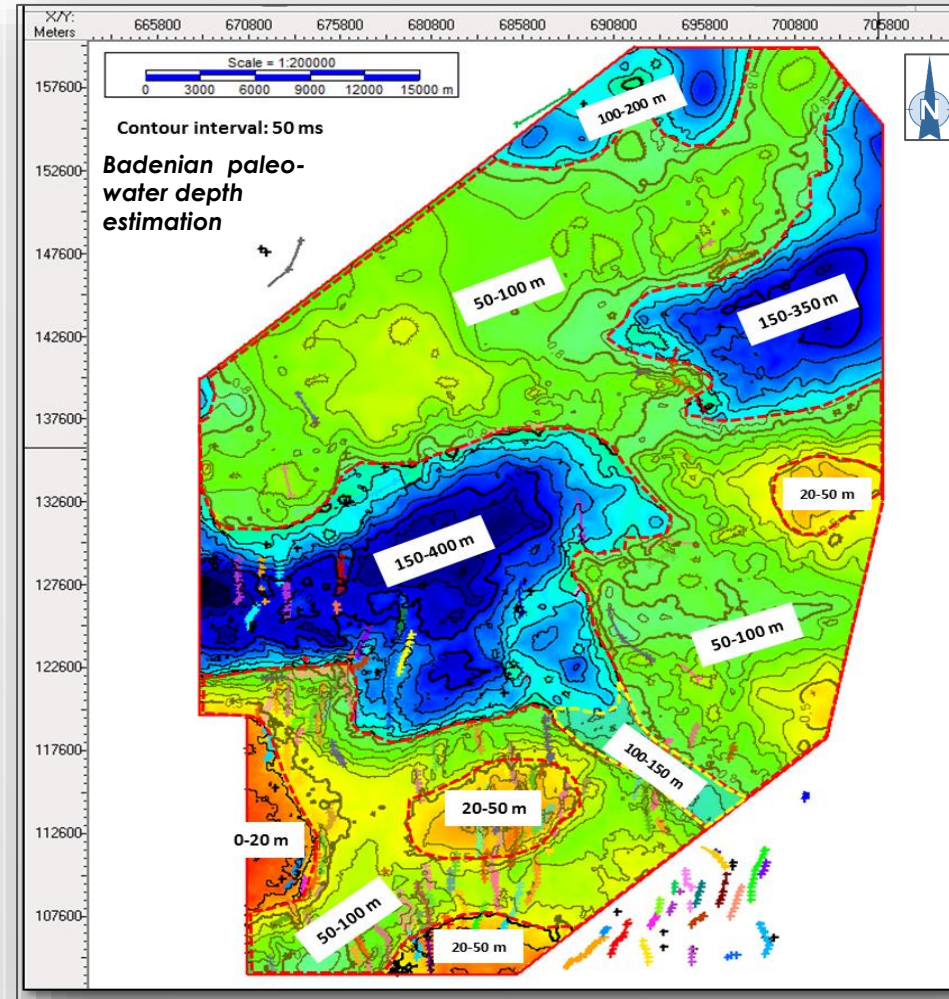 X/Y:
Meters
665800 670800 675800 680800 685800 690800 695800 700800 705800
Scale = 1:200000
0 3000 6000 9000 12000 15000 m
Contour interval: 50 ms
Badenian paleo-
water depth
estimation
N
157600
152600
147600
142600
137600
132600
127600
122600
117600
112600
107600
100-200 m
50-100 m
150-350 m
20-50 m
150-400 m
50-100 m
100-150 m
20-50 m
0-20 m
50-100 m
20-50 m